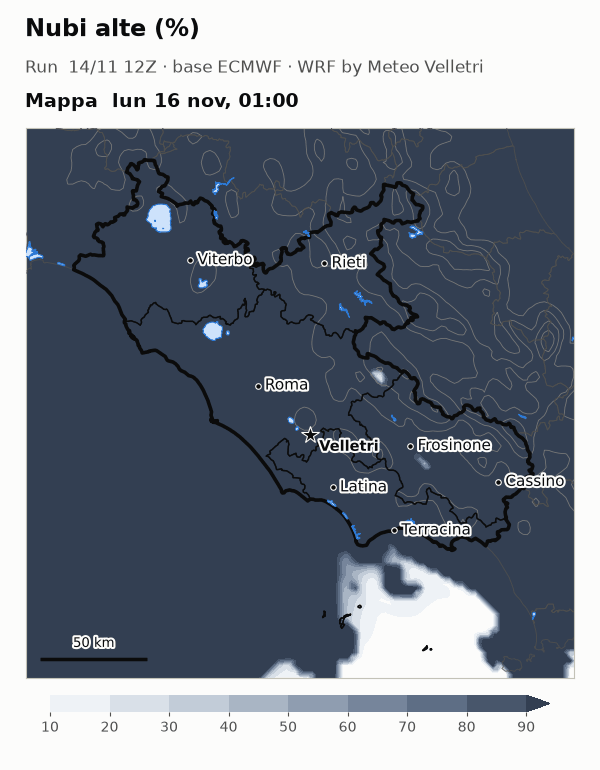 Nubi alte (%)
Run 14/11 12Z · base ECMWF · WRF by Meteo Velletri
Mappa lun 16 nov, 01:00
Viterbo
Rieti
Roma
Velletri
Frosinone
Latina
Cassino
Terracina
50 km
10 20 30 40 50 60 70 80 90